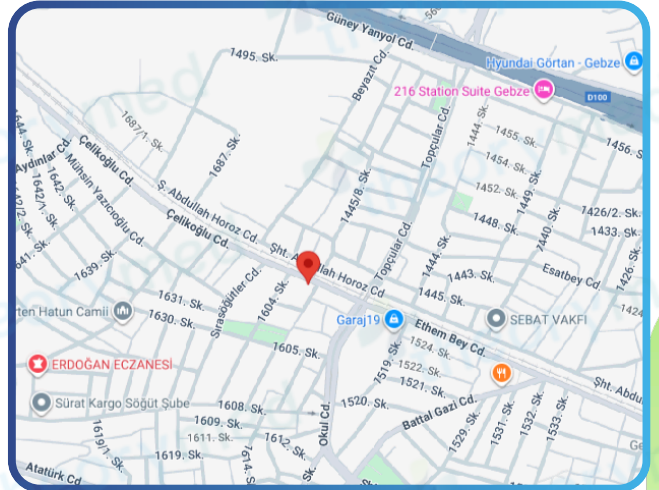 Güney Yanyol Cd.
1495. Sk.
Beyazıt Cd.
Hyundai Görtan - Gebze
216 Station Suite Gebze
D100
1644. Sk.
1687/1. Sk.
1687. Sk.
Topçular Cd.
1444. Sk.
1455. Sk.
1456. S
Aydınlar Cd.
Çelikoğlu Cd.
1454. Sk.
1642. Sk.
1642/1. Sk.
Mühsin Yazıcıoğlu Cd.
Ş. Abdullah Horoz Cd.
1445/8. Sk.
1452. Sk.
1449. Sk.
1426/2. Sk.
1448. Sk.
1433. Sk.
Çelikoğlu Cd.
1440. Sk.
1639. Sk.
Şht. Abdullah Horoz Cd
Topçular Cd.
1444. Sk.
1443. Sk.
Esatbey Cd.
1426. Sk.
1445. Sk.
Sırasöğütler Cd.
1604. Sk.
1631. Sk.
1630. Sk.
rten Hatun Camii
Garaj19
SEBAT VAKFI
1424
Ethem Bey Cd.
1605. Sk.
1524. Sk.
1522. Sk.
1521. Sk.
1519. Sk.
ERDOĞAN ECZANESİ
Şht. Abdu
Sürat Kargo Söğüt Şube
1608. Sk.
1520. Sk.
Battal Gazi Cd.
1609. Sk.
1611. Sk.
1612. Sk.
Okul Cd.
1529. Sk.
1531. Sk.
1532. Sk.
1533. Sk.
1619/1. Sk.
1619. Sk.
1614. S
Sk.
Ge
Atatürk Cd.